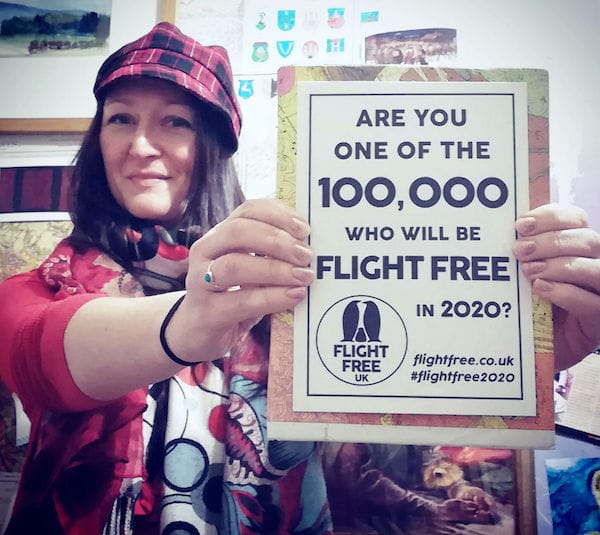 ARE YOU
ONE OF THE
100,000
WHO WILL BE
FLIGHT FREE
IN 2020?
FLIGHT
FREE
UK
flightfree.co.uk
#flightfree2020